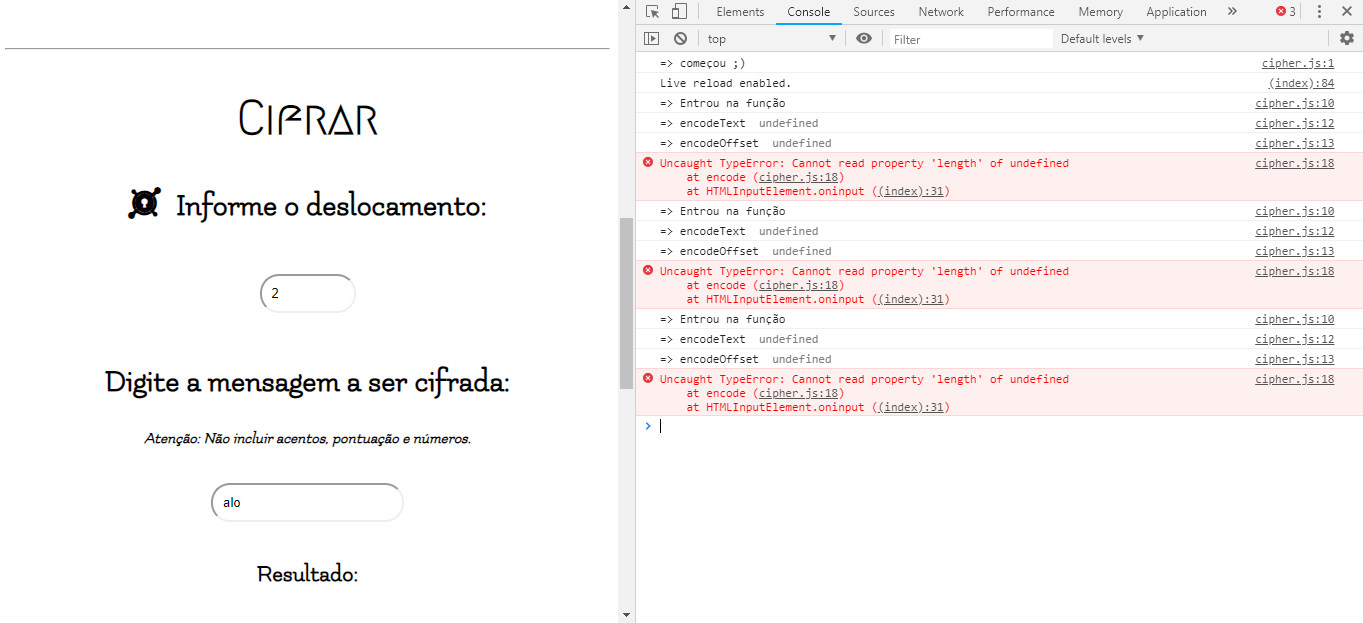 Cifrar
Informe o deslocamento:
2
Digite a mensagem a ser cifrada:
Atenção: Não incluir acentos, pontuação e números.
alo
Resultado:
Elements Console Sources Network Performance Memory Application » 3
top ▼ Filter Default levels ▼
=> começou ;) cipher.js:1
Live reload enabled. (index):84
=> Entrou na função cipher.js:10
=> encodeText undefined cipher.js:12
=> encodeOffset undefined cipher.js:13
Uncaught TypeError: Cannot read property 'length' of undefined cipher.js:18
at encode (cipher.js:18)
at HTMLInputElement.oninput ((index):31)
=> Entrou na função cipher.js:10
=> encodeText undefined cipher.js:12
=> encodeOffset undefined cipher.js:13
Uncaught TypeError: Cannot read property 'length' of undefined cipher.js:18
at encode (cipher.js:18)
at HTMLInputElement.oninput ((index):31)
=> Entrou na função cipher.js:10
=> encodeText undefined cipher.js:12
=> encodeOffset undefined cipher.js:13
Uncaught TypeError: Cannot read property 'length' of undefined cipher.js:18
at encode (cipher.js:18)
at HTMLInputElement.oninput ((index):31)
>